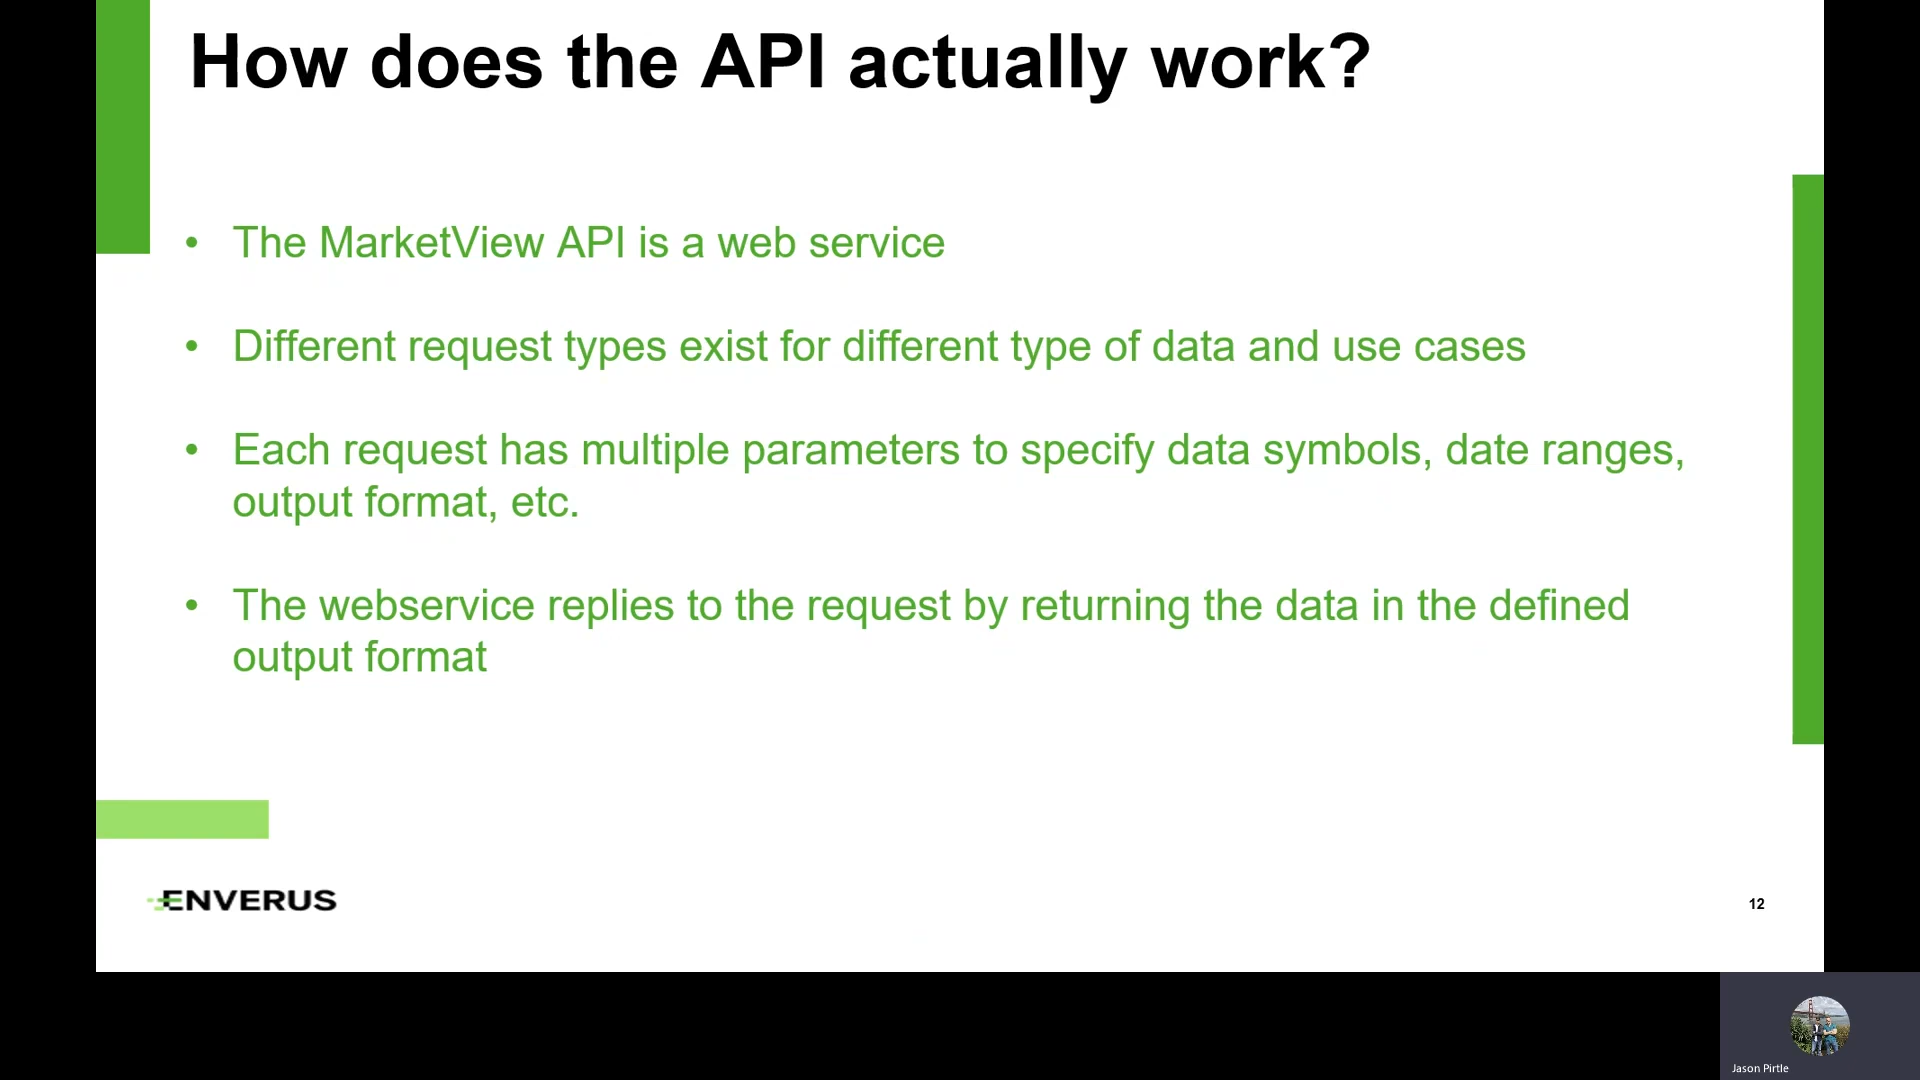 How does the API actually work?
• The MarketView API is a web service
• Different request types exist for different type of data and use cases
• Each request has multiple parameters to specify data symbols, date ranges,
output format, etc.
• The webservice replies to the request by returning the data in the defined
output format
ENVERUS
12
Jason Pirtle